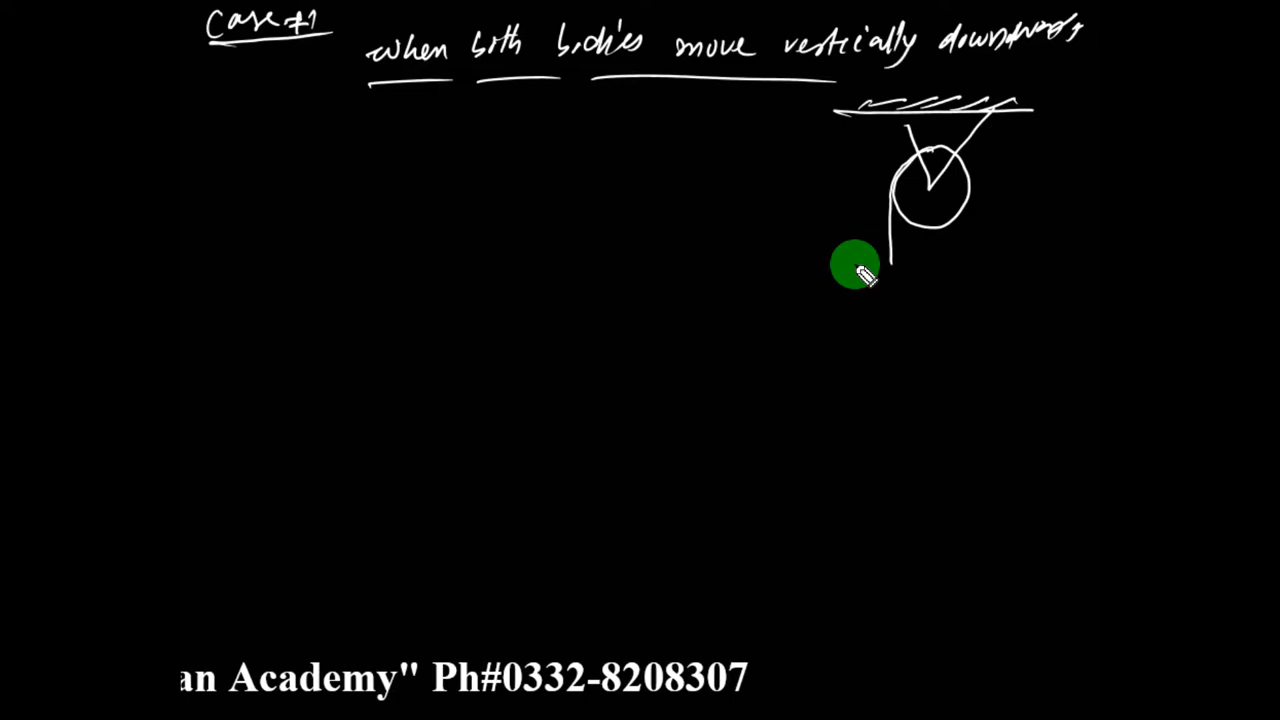 Case #1
when both bodies move vertically downwards
an Academy" Ph#0332-8208307